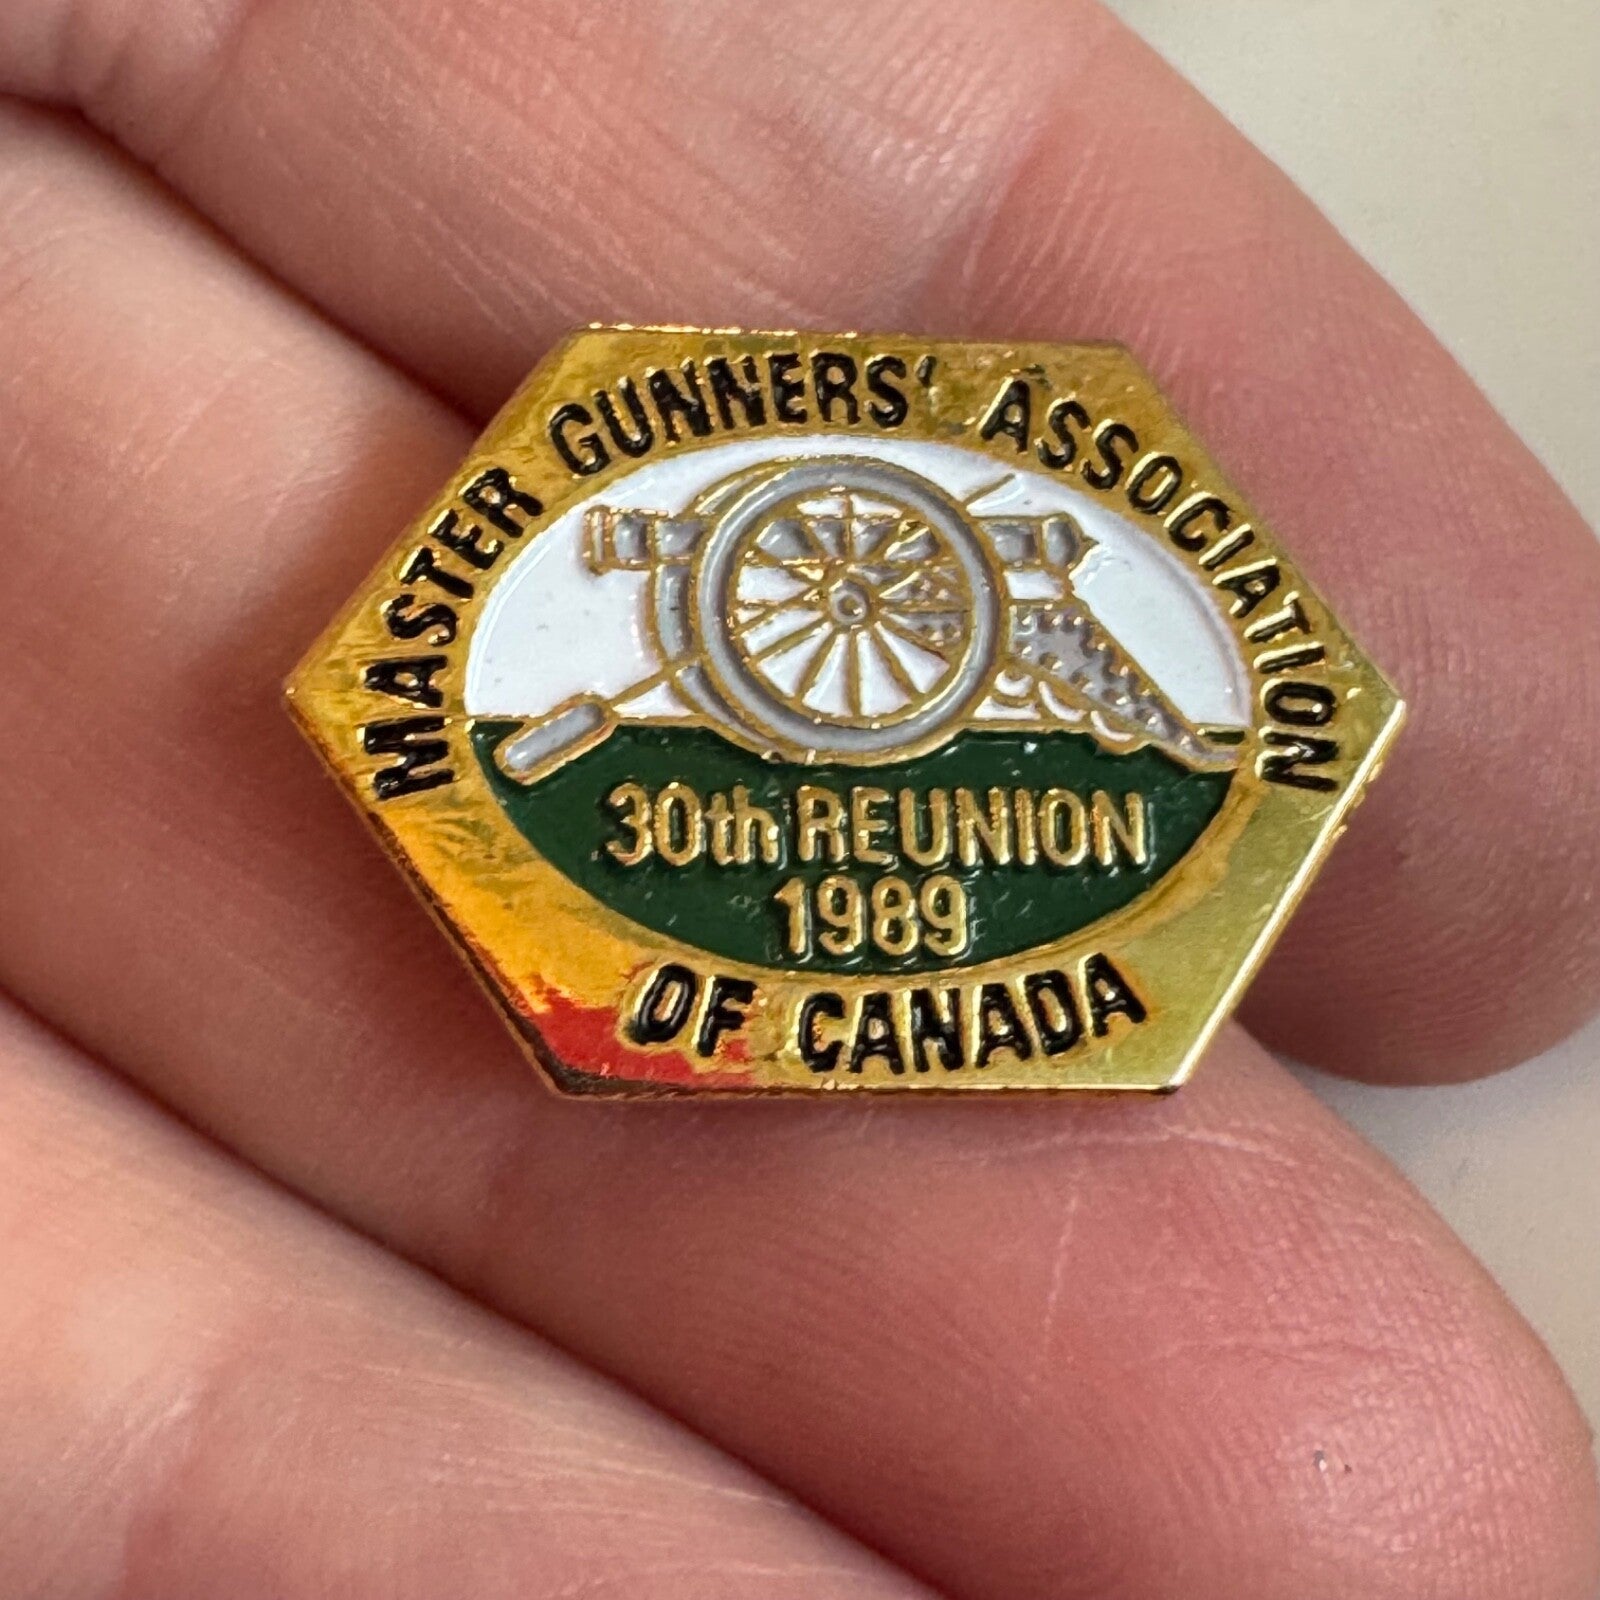 MASTER GUNNERS' ASSOCIATION
30th REUNION
1989
OF CANADA